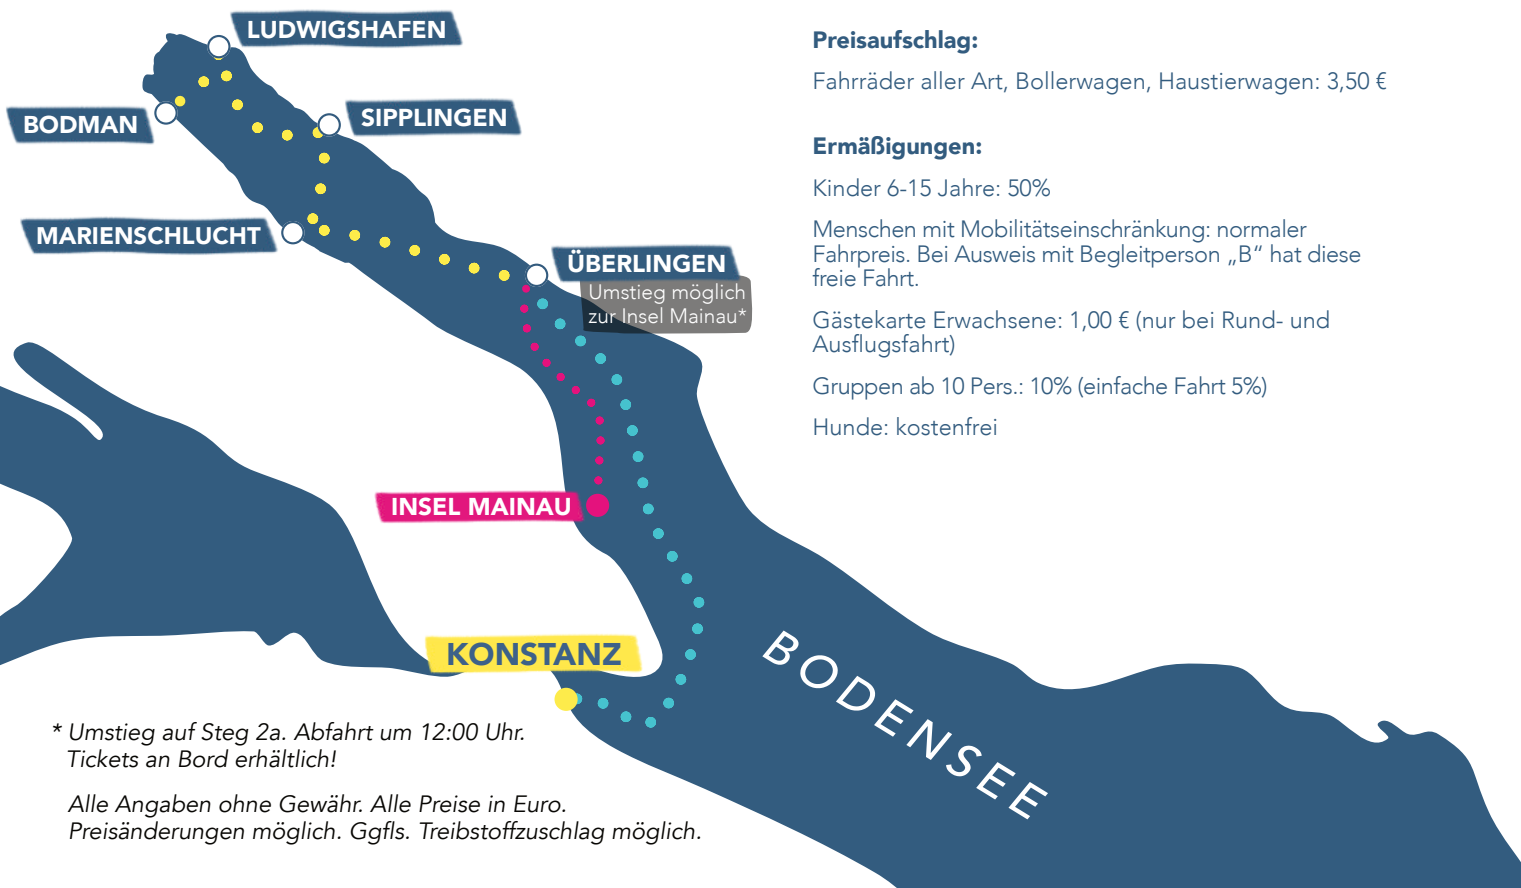 LUDWIGSHAFEN
BODMAN
SIPPLINGEN
MARIENSCHLUCHT
ÜBERLINGEN
Umstieg möglich
zur Insel Mainau*
INSEL MAINAU
KONSTANZ
BODENSEE
* Umstieg auf Steg 2a. Abfahrt um 12:00 Uhr.
Tickets an Bord erhältlich!
Alle Angaben ohne Gewähr. Alle Preise in Euro.
Preisänderungen möglich. Ggfls. Treibstoffzuschlag möglich.
Preisaufschlag:
Fahrräder aller Art, Bollerwagen, Haustierwagen: 3,50 €
Ermäßigungen:
Kinder 6-15 Jahre: 50%
Menschen mit Mobilitätseinschränkung: normaler
Fahrpreis. Bei Ausweis mit Begleitperson „B“ hat diese
freie Fahrt.
Gästekarte Erwachsene: 1,00 € (nur bei Rund- und
Ausflugsfahrt)
Gruppen ab 10 Pers.: 10% (einfache Fahrt 5%)
Hunde: kostenfrei